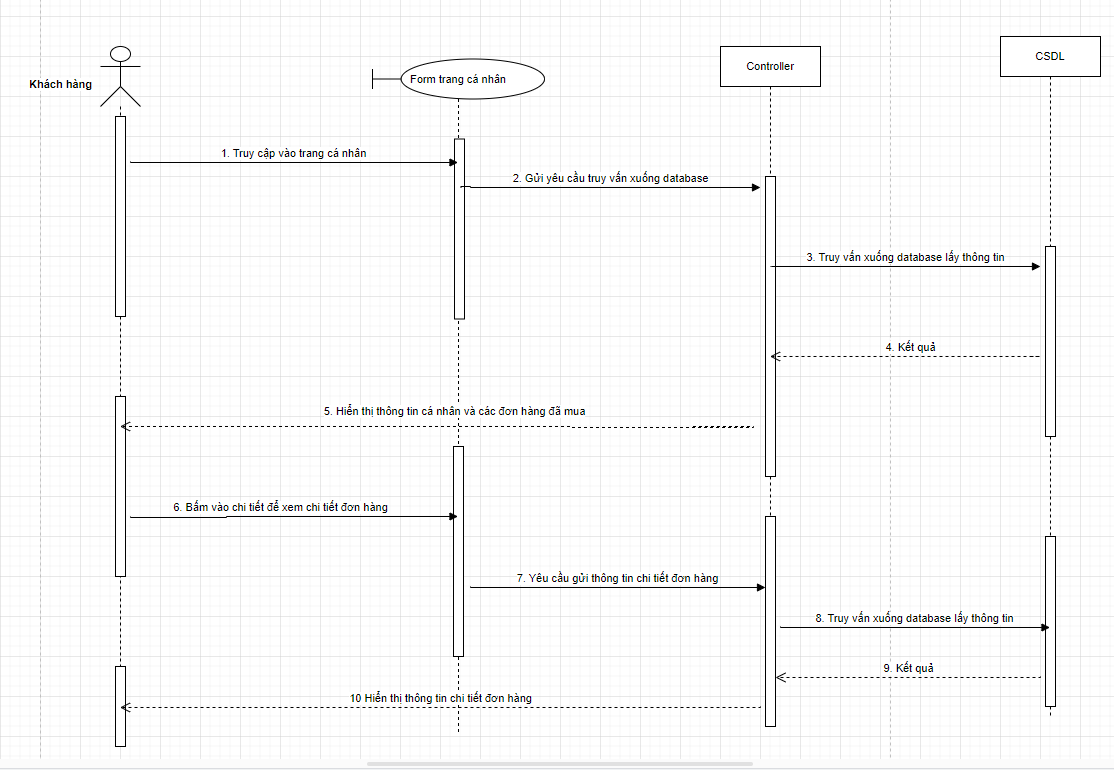 Khách hàng
Form trang cá nhân
Controller
CSDL
1. Truy cập vào trang cá nhân
2. Gửi yêu cầu truy vấn xuống database
3. Truy vấn xuống database lấy thông tin
4. Kết quả
5. Hiển thị thông tin cá nhân và các đơn hàng đã mua
6. Bấm vào chi tiết để xem chi tiết đơn hàng
7. Yêu cầu gửi thông tin chi tiết đơn hàng
8. Truy vấn xuống database lấy thông tin
9. Kết quả
10 Hiển thị thông tin chi tiết đơn hàng